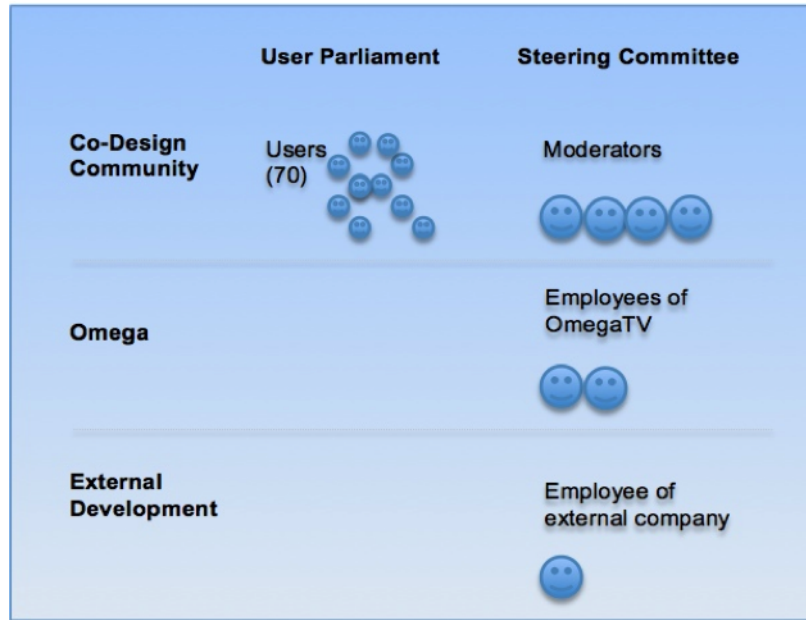 User Parliament
Steering Committee
Co-Design
Community
Users
(70)
Moderators
Omega
Employees of
OmegaTV
External
Development
Employee of
external company